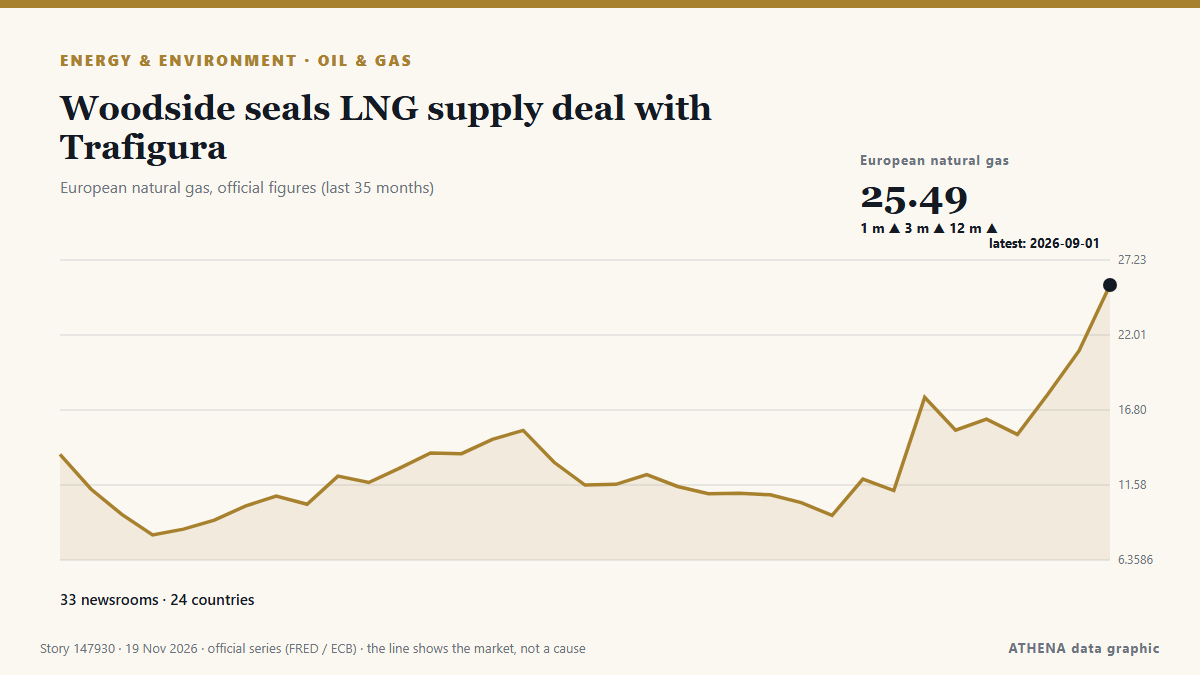 ENERGY & ENVIRONMENT · OIL & GAS
Woodside seals LNG supply deal with
Trafigura
European natural gas, official figures (last 35 months)
European natural gas
25.49
1 m ▲ 3 m ▲ 12 m ▲
latest: 2026-09-01
27.23
22.01
16.80
11.58
6.3586
33 newsrooms · 24 countries
Story 147930 · 19 Nov 2026 · official series (FRED / ECB) · the line shows the market, not a cause
ATHENA data graphic